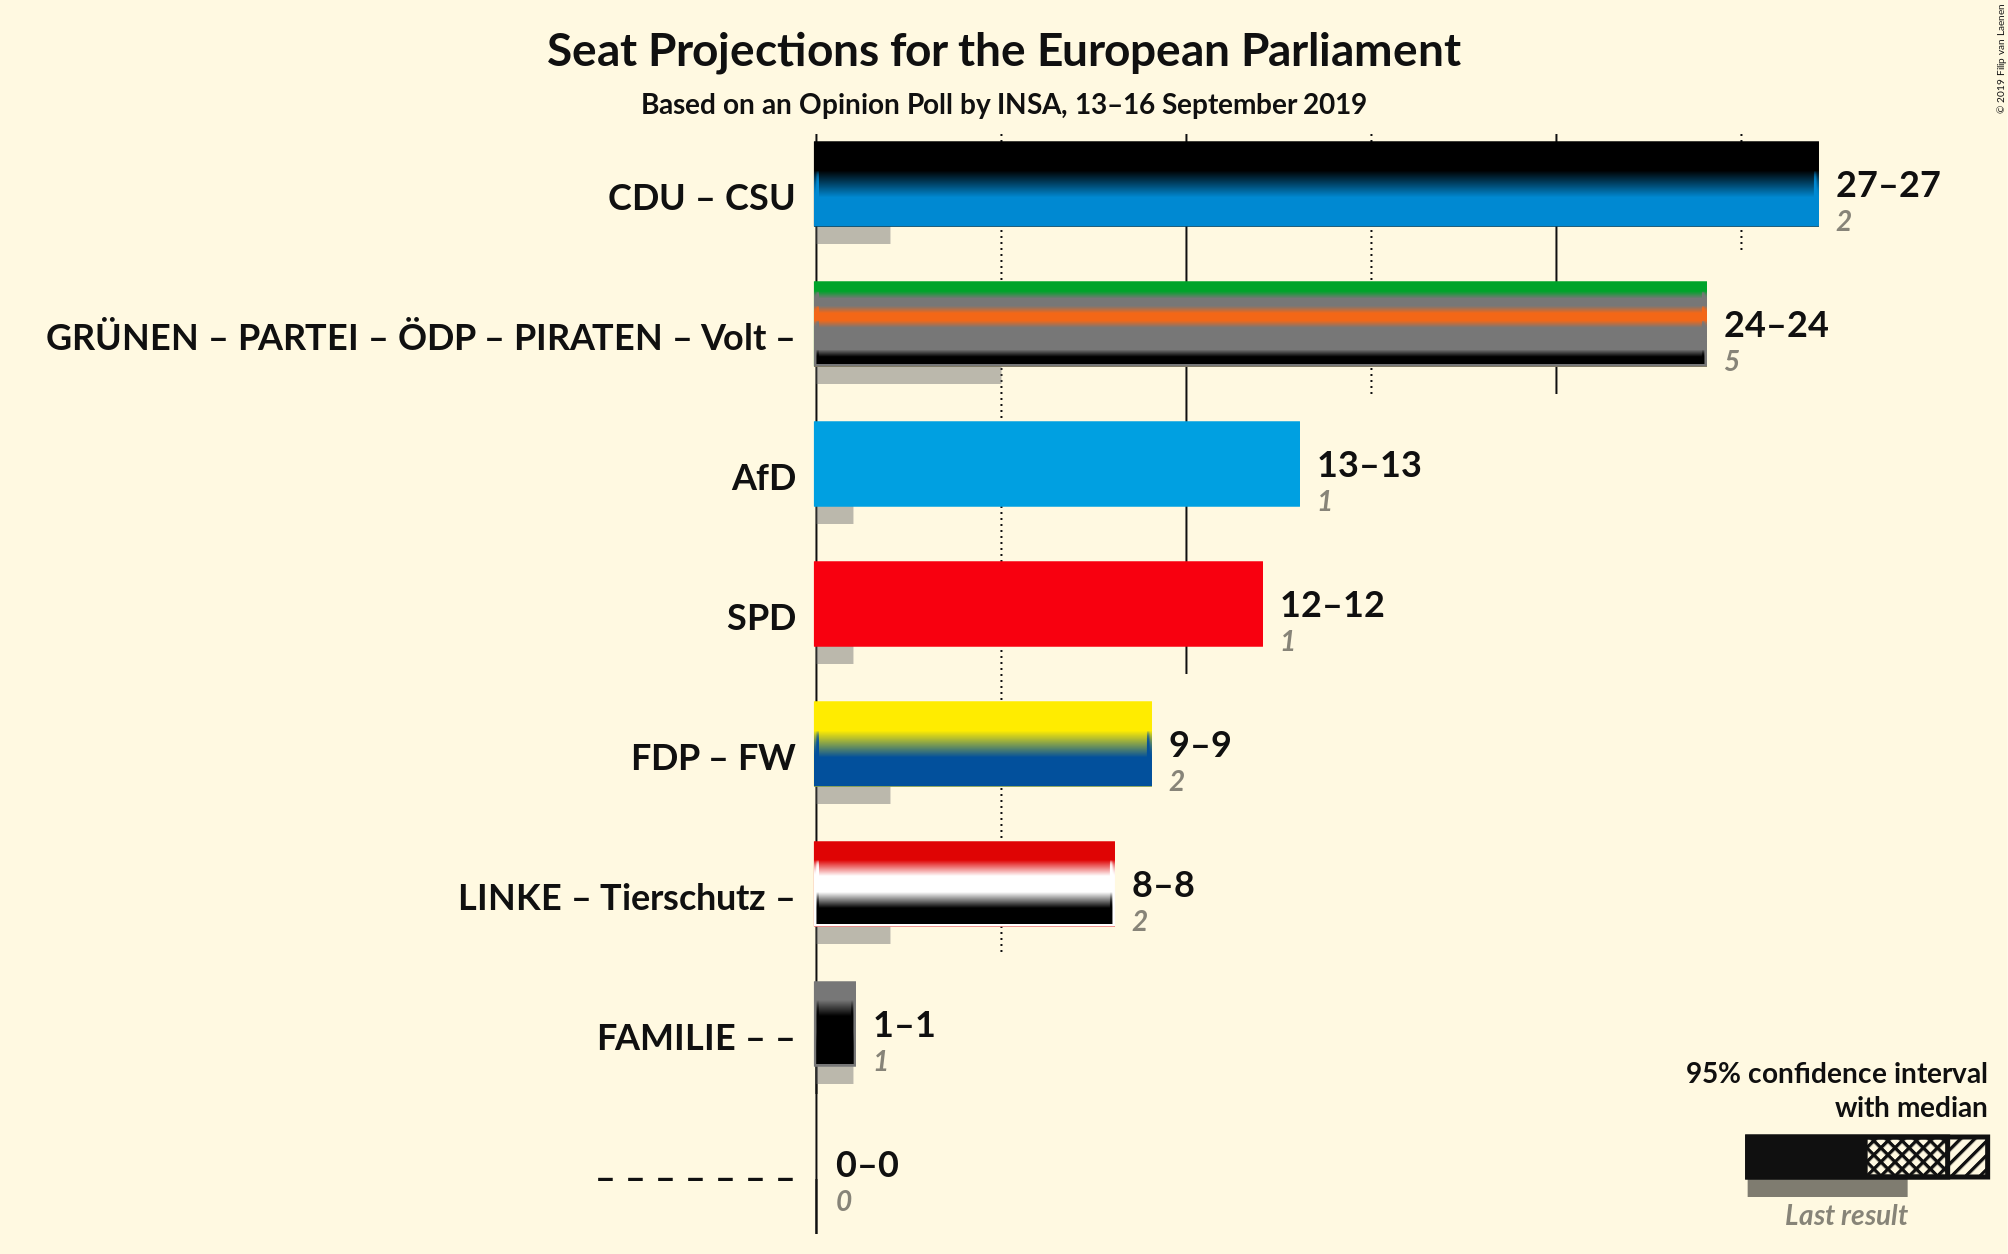 Seat Projections for the European Parliament
Based on an Opinion Poll by INSA, 13–16 September 2019
© 2019 Filip van Laenen
CDU – CSU
27–27
2
GRÜNEN – PARTEI – ÖDP – PIRATEN – Volt –
24–24
5
AfD
13–13
1
SPD
12–12
1
FDP – FW
9–9
2
LINKE – Tierschutz –
8–8
2
FAMILIE – –
1–1
1
– – – – – – –
0–0
0
95% confidence interval
with median
Last result